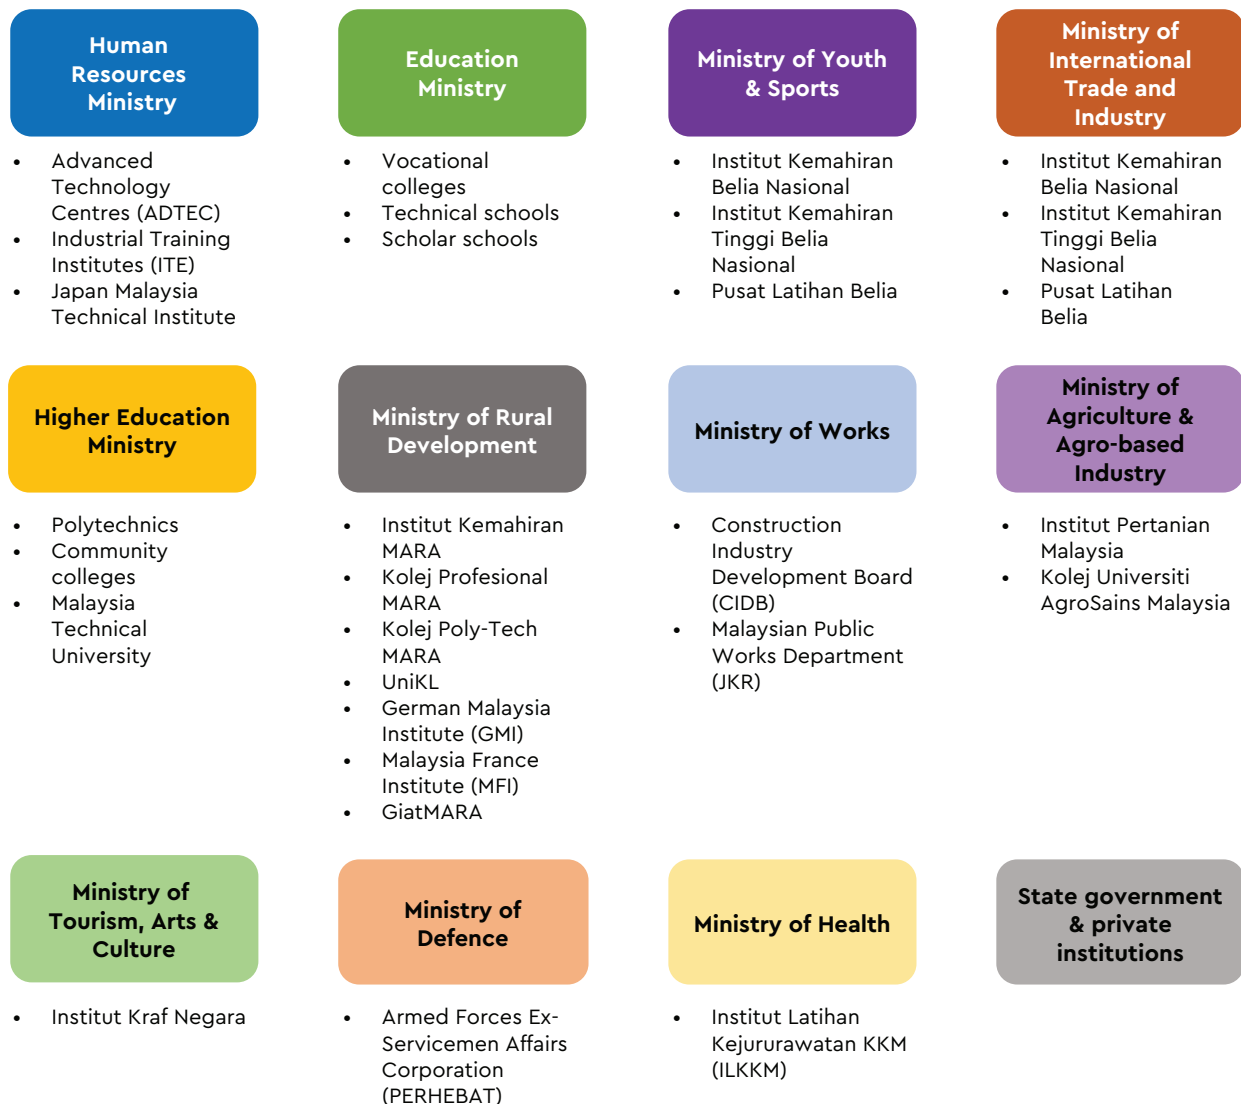 Human
Resources
Ministry
• Advanced
Technology
Centres (ADTEC)
• Industrial Training
Institutes (ITE)
• Japan Malaysia
Technical Institute
Education
Ministry
• Vocational
colleges
• Technical schools
• Scholar schools
Ministry of Youth
& Sports
• Institut Kemahiran
Belia Nasional
• Institut Kemahiran
Tinggi Belia
Nasional
• Pusat Latihan Belia
Ministry of
International
Trade and
Industry
• Institut Kemahiran
Belia Nasional
• Institut Kemahiran
Tinggi Belia
Nasional
• Pusat Latihan
Belia
Higher Education
Ministry
• Polytechnics
• Community
colleges
• Malaysia
Technical
University
Ministry of Rural
Development
• Institut Kemahiran
MARA
• Kolej Profesional
MARA
• Kolej Poly-Tech
MARA
• UniKL
• German Malaysia
Institute (GMI)
• Malaysia France
Institute (MFI)
• GiatMARA
Ministry of Works
• Construction
Industry
Development Board
(CIDB)
• Malaysian Public
Works Department
(JKR)
Ministry of
Agriculture &
Agro-based
Industry
• Institut Pertanian
Malaysia
• Kolej Universiti
AgroSains Malaysia
Ministry of
Tourism, Arts &
Culture
• Institut Kraf Negara
Ministry of
Defence
• Armed Forces Ex-
Servicemen Affairs
Corporation
(PERHEBAT)
Ministry of Health
• Institut Latihan
Kejururawatan KKM
(ILKKM)
State government
& private
institutions